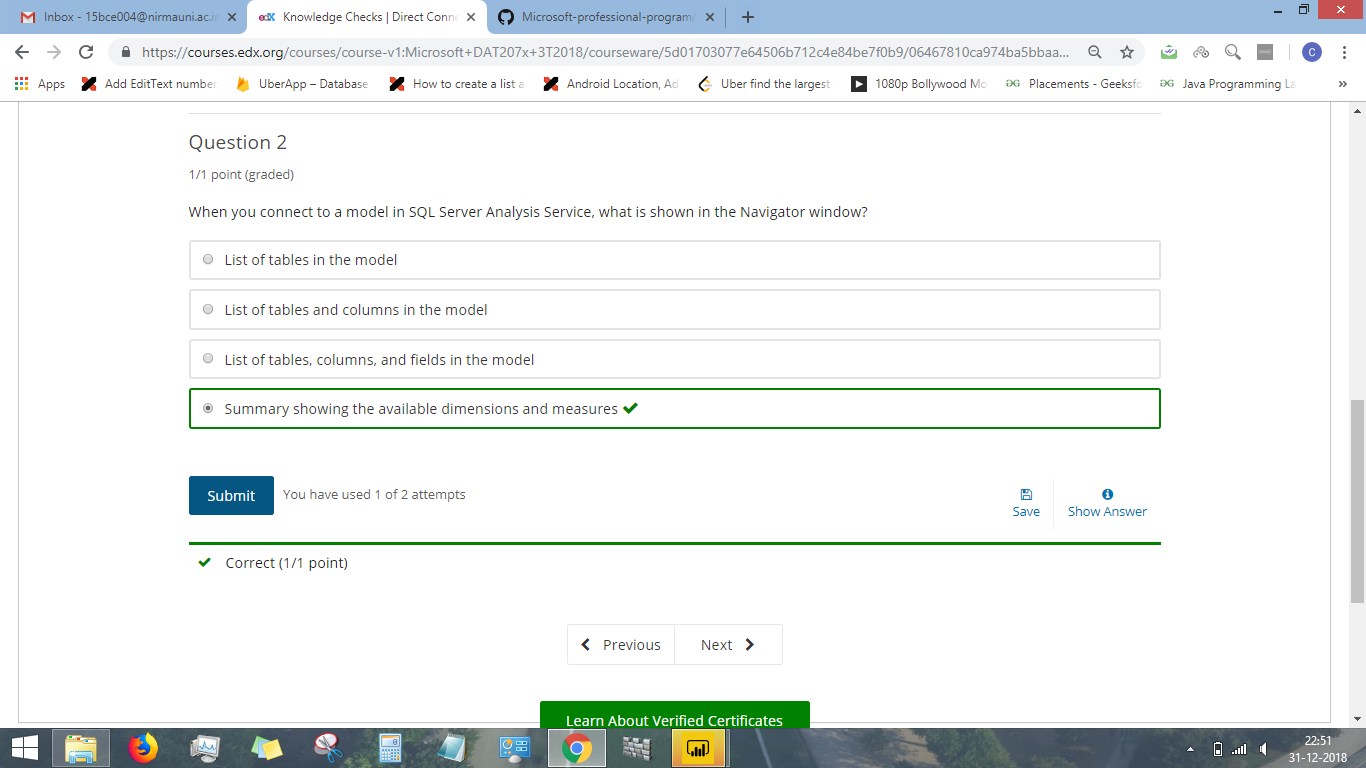 Inbox - 15bce004@nirmauni.ac.i
edX Knowledge Checks | Direct Conne
Microsoft-professional-program/
https://courses.edx.org/courses/course-v1:Microsoft+DAT207x+3T2018/courseware/5d01703077e64506b712c4e84be7f0b9/06467810ca974ba5bbaa...
C
Apps
Add EditText number
UberApp – Database
How to create a list a
Android Location, Ad
Uber find the largest
1080p Bollywood Mo
Placements - Geeksfo
Java Programming La
»
Question 2
1/1 point (graded)
When you connect to a model in SQL Server Analysis Service, what is shown in the Navigator window?
List of tables in the model
List of tables and columns in the model
List of tables, columns, and fields in the model
Summary showing the available dimensions and measures
Submit
You have used 1 of 2 attempts
Save
Show Answer
Correct (1/1 point)
Previous
Next
Learn About Verified Certificates
22:51
31-12-2018